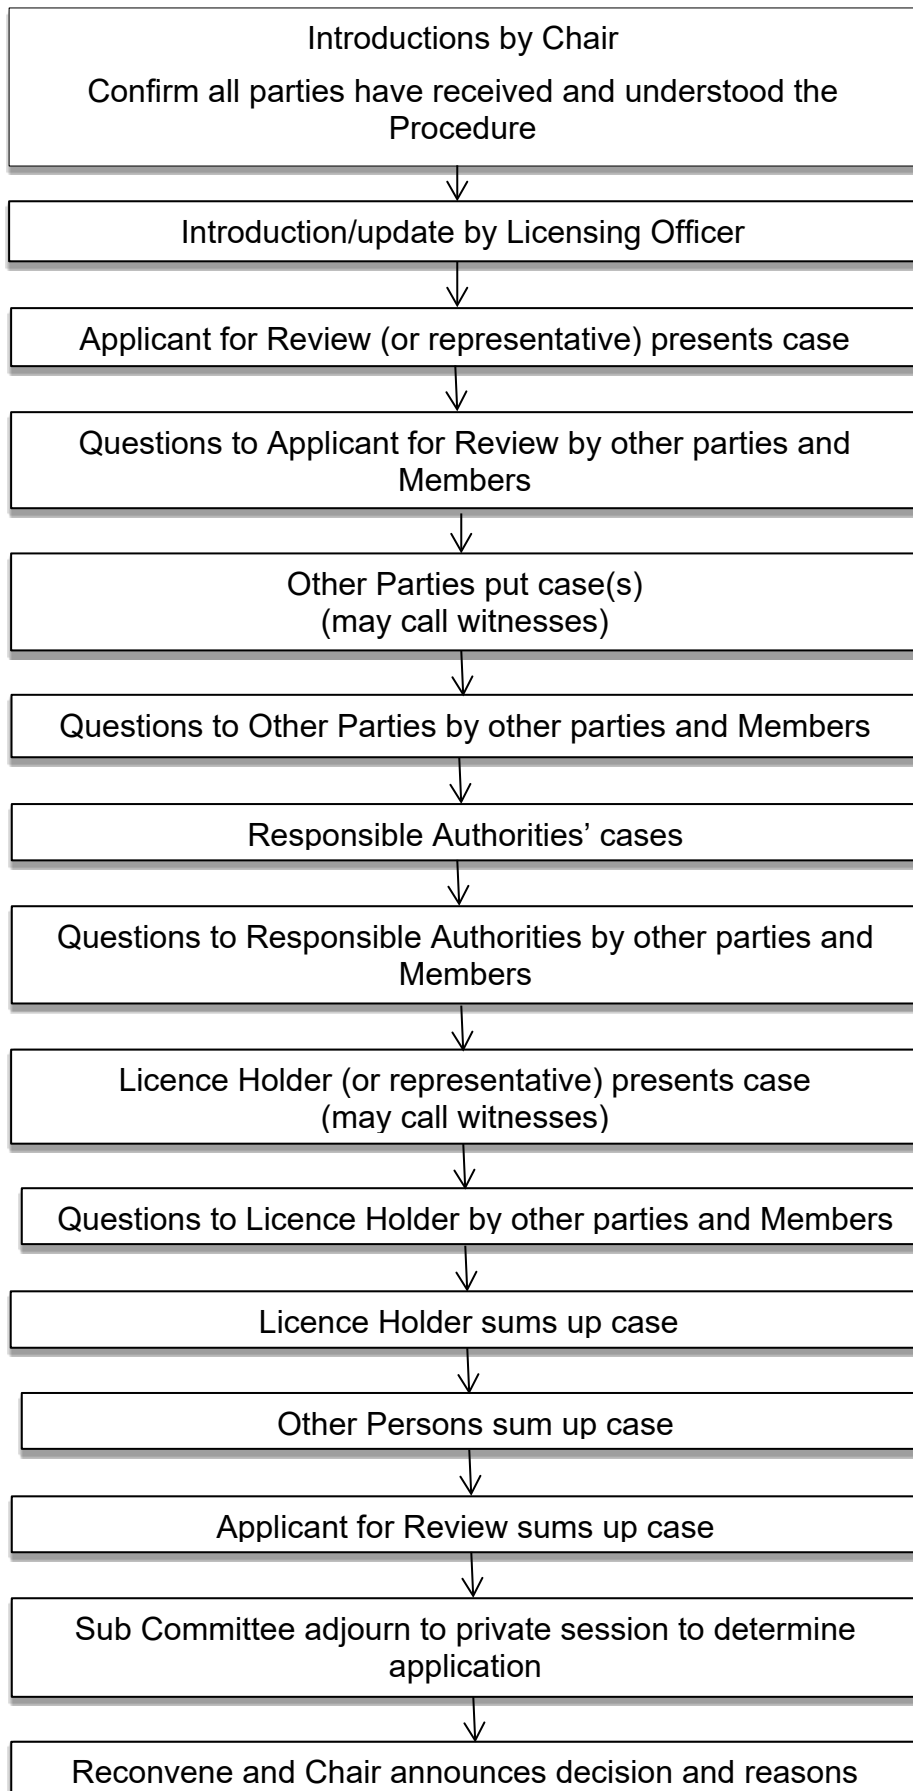 Introductions by Chair
Confirm all parties have received and understood the
Procedure
Introduction/update by Licensing Officer
Applicant for Review (or representative) presents case
Questions to Applicant for Review by other parties and
Members
Other Parties put case(s)
(may call witnesses)
Questions to Other Parties by other parties and Members
Responsible Authorities’ cases
Questions to Responsible Authorities by other parties and
Members
Licence Holder (or representative) presents case
(may call witnesses)
Questions to Licence Holder by other parties and Members
Licence Holder sums up case
Other Persons sum up case
Applicant for Review sums up case
Sub Committee adjourn to private session to determine
application
Reconvene and Chair announces decision and reasons